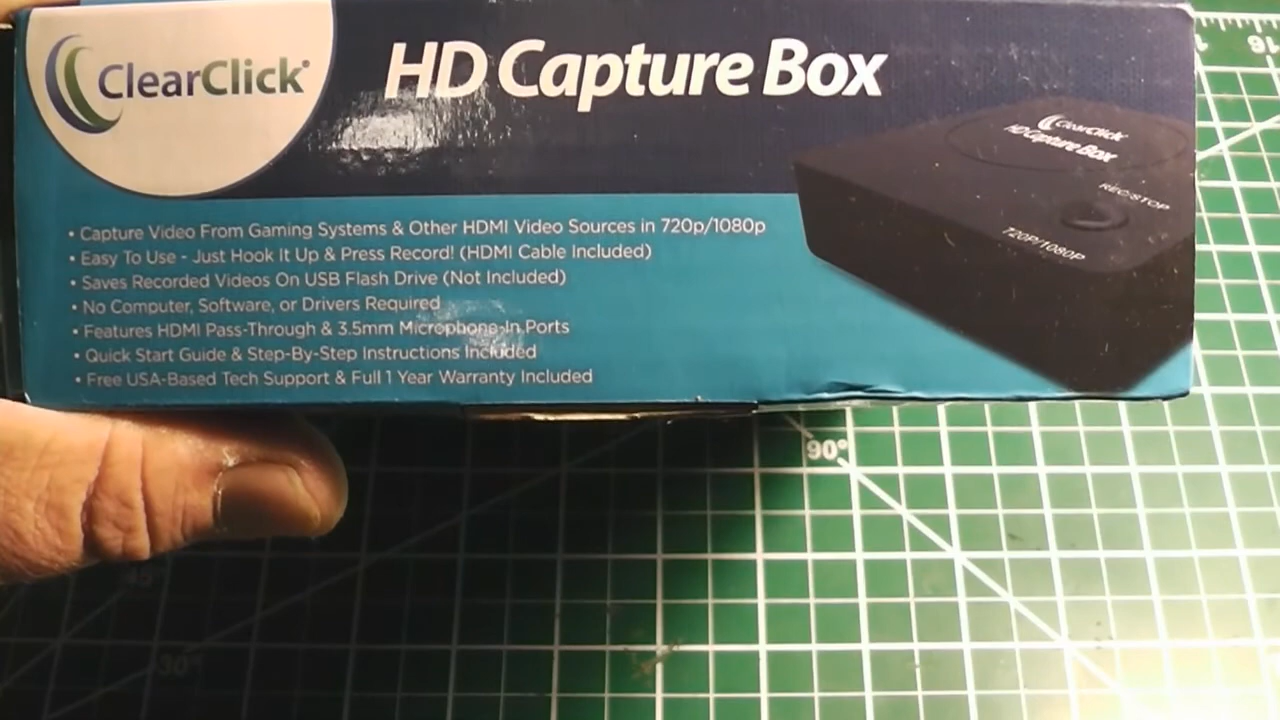 ClearClick®
HD Capture Box
ClearClick
HD Capture Box
REC/STOP
720P/1080P
• Capture Video From Gaming Systems & Other HDMI Video Sources in 720p/1080p
• Easy To Use - Just Hook It Up & Press Record! (HDMI Cable Included)
• Saves Recorded Videos On USB Flash Drive (Not Included)
• No Computer, Software, or Drivers Required
• Features HDMI Pass-Through & 3.5mm Microphone-In Ports
• Quick Start Guide & Step-By-Step Instructions Included
• Free USA-Based Tech Support & Full 1 Year Warranty Included
16
90°
45°
30°